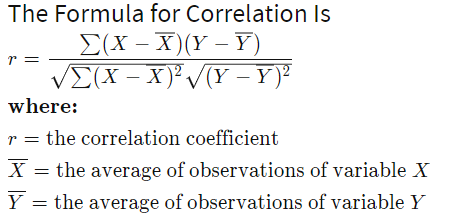 The Formula for Correlation Is
r = ∑(X − X̅)(Y − Y̅) / √∑(X − X̅)² √(Y − Y̅)²
where:
r = the correlation coefficient
X̅ = the average of observations of variable X
Y̅ = the average of observations of variable Y